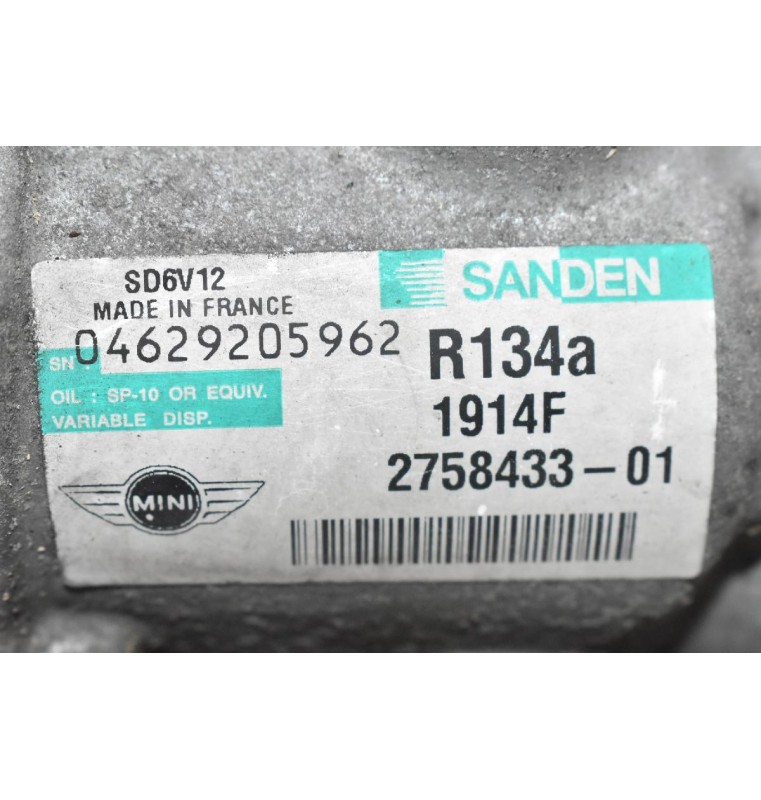 SANDEN
SD6V12
MADE IN FRANCE
SN 04629205962
R134a
OIL : SP-10 OR EQUIV.
VARIABLE DISP.
1914F
2758433-01
MINI